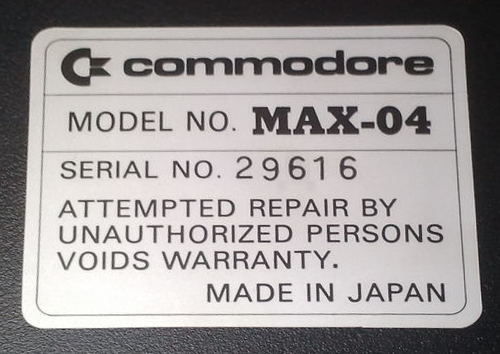 commodore
MODEL NO. MAX-04
SERIAL NO. 29616
ATTEMPTED REPAIR BY
UNAUTHORIZED PERSONS
VOIDS WARRANTY.
MADE IN JAPAN